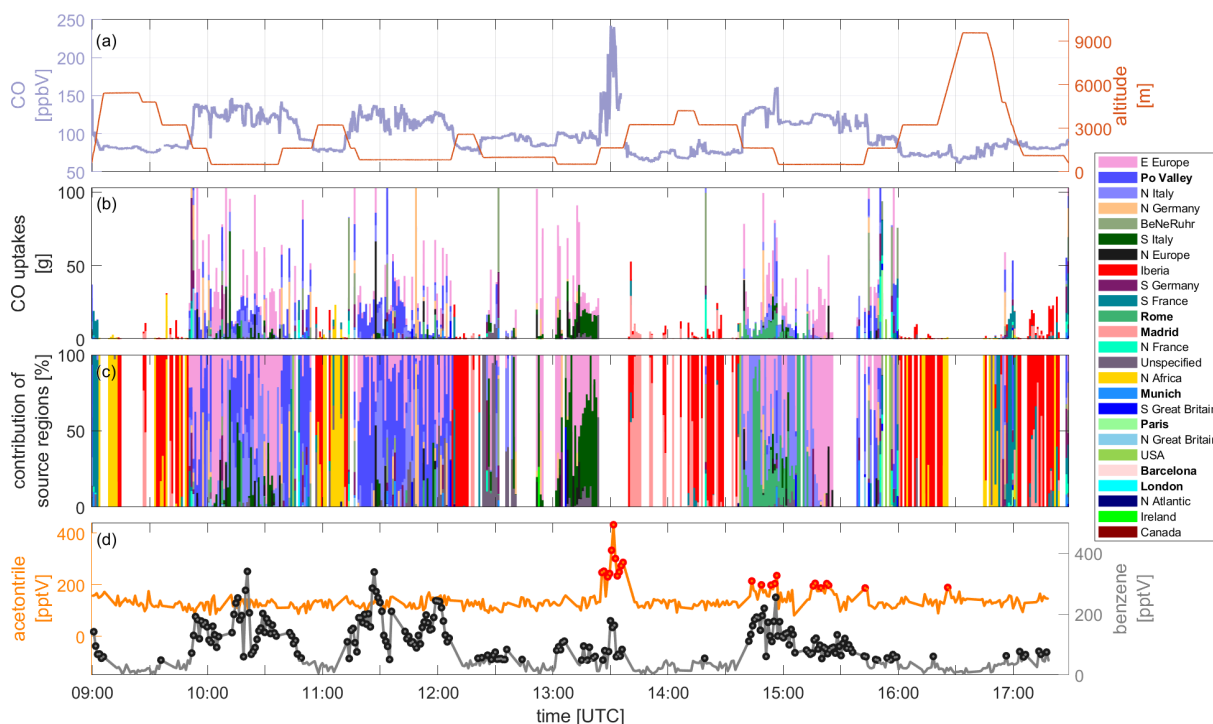 (a)
250
200
150
100
50
CO
[ppbV]
9000
6000
3000
0
altitude
[m]
(b)
100
50
0
CO uptakes
[g]
(c)
100
50
0
contribution of
source regions [%]
(d)
400
200
0
acetontrile
[pptV]
400
200
0
benzene
[pptV]
09:00 10:00 11:00 12:00 13:00 14:00 15:00 16:00 17:00
time [UTC]
E Europe
Po Valley
N Italy
N Germany
BeNeRuhr
S Italy
N Europe
Iberia
S Germany
S France
Rome
Madrid
N France
Unspecified
N Africa
Munich
S Great Britain
Paris
N Great Britain
USA
Barcelona
London
N Atlantic
Ireland
Canada